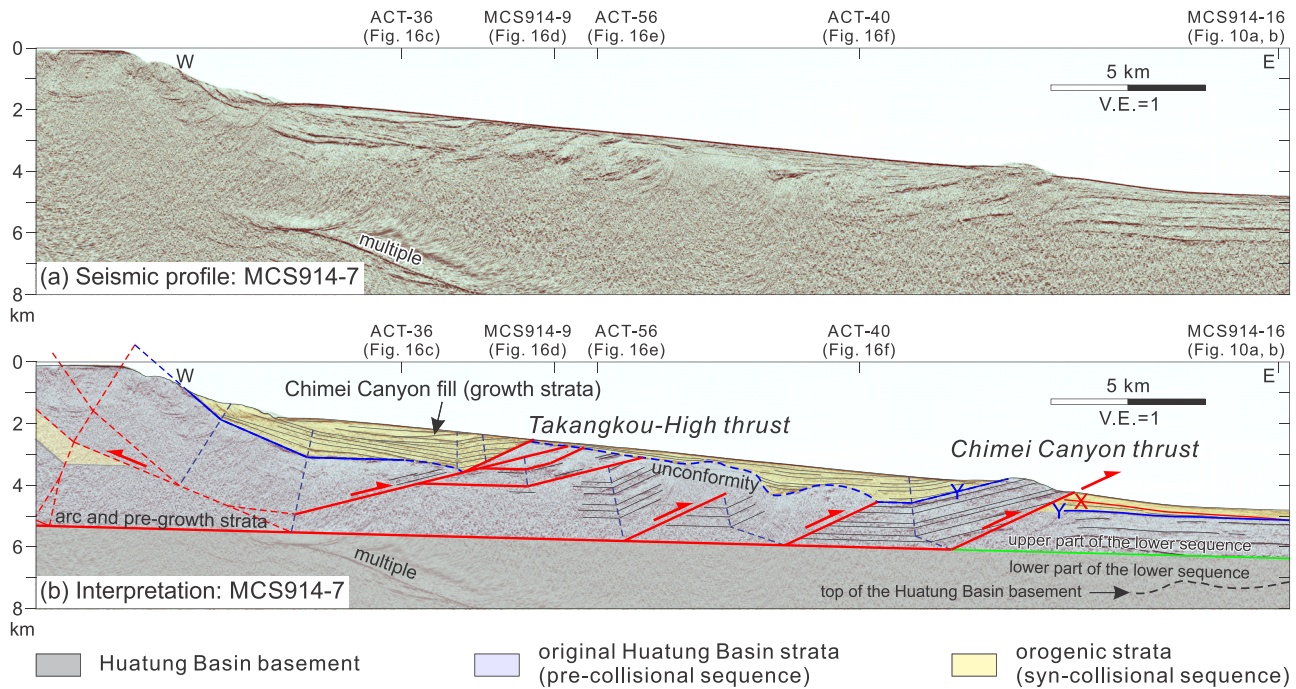 ACT-36 MCS914-9 ACT-56 ACT-40 MCS914-16
(Fig. 16c) (Fig. 16d) (Fig. 16e) (Fig. 16f) (Fig. 10a, b)
0
W
E
5 km
V.E.=1
2
4
6
multiple
(a) Seismic profile: MCS914-7
8
km
ACT-36 MCS914-9 ACT-56 ACT-40 MCS914-16
(Fig. 16c) (Fig. 16d) (Fig. 16e) (Fig. 16f) (Fig. 10a, b)
0
W
E
Chimei Canyon fill (growth strata)
5 km
V.E.=1
2
Takangkou-High thrust
Chimei Canyon thrust
unconformity
4
Y
X
Y
arc and pre-growth strata
upper part of the lower sequence
6
multiple
lower part of the lower sequence
top of the Huatung Basin basement
(b) Interpretation: MCS914-7
8
km
Huatung Basin basement
original Huatung Basin strata
(pre-collisional sequence)
orogenic strata
(syn-collisional sequence)